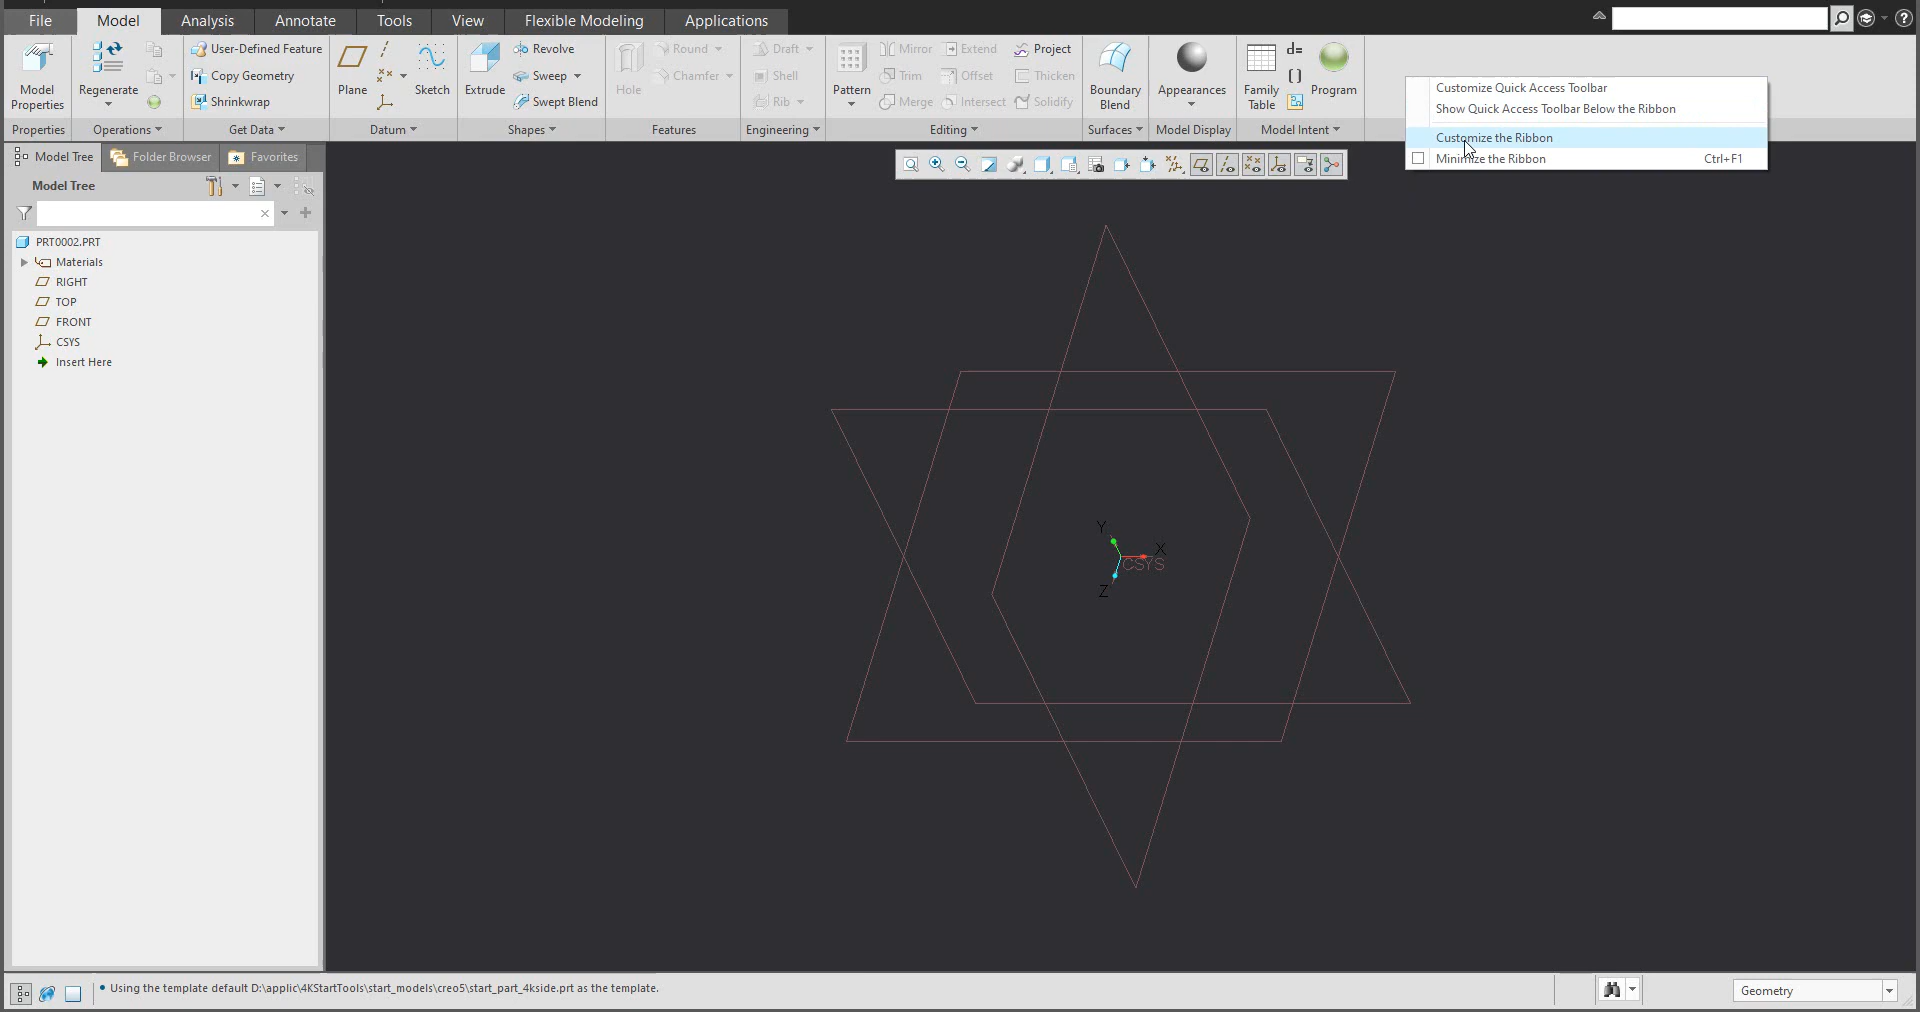 File Model Analysis Annotate Tools View Flexible Modeling Applications
User-Defined Feature Revolve Round Draft Mirror Extend Project
Copy Geometry Sweep Chamfer Shell Trim Offset Thicken
Model Properties Regenerate Plane Sketch Extrude Hole Pattern Boundary Blend Appearances Family Table Program
Shrinkwrap Swept Blend Rib Merge Intersect Solidify
d=
Properties Operations Get Data Datum Shapes Features Engineering Editing Surfaces Model Display Model Intent
Customize Quick Access Toolbar
Show Quick Access Toolbar Below the Ribbon
Customize the Ribbon
Minimize the Ribbon Ctrl+F1
Model Tree Folder Browser Favorites
Model Tree
PRT0002.PRT
Materials
RIGHT
TOP
FRONT
CSYS
Insert Here
Y
X
CSYS
Z
• Using the template default D:\applic\4KStartTools\start_models\creo5\start_part_4kside.prt as the template.
Geometry